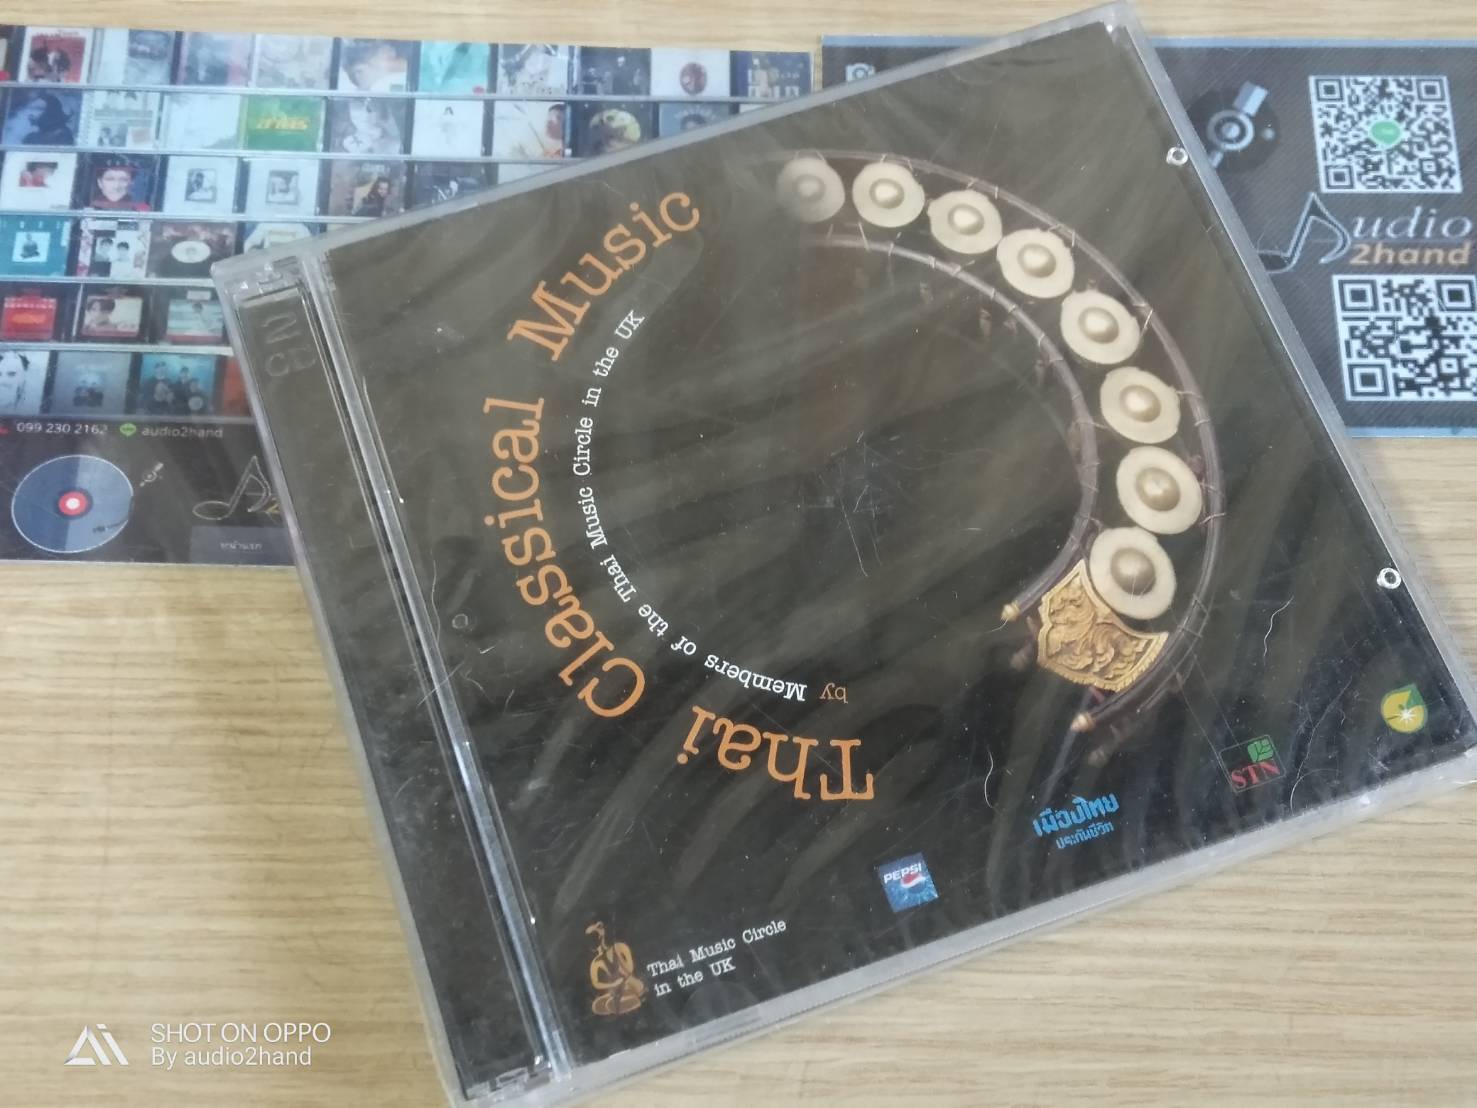 Thai Classical Music
by Members of the Thai Music Circle in the UK
PEPSI
เมืองไทย
ประกันชีวิต
STN
Thai Music Circle
in the UK
099 230 2162 audio2hand
Audio
2hand
SHOT ON OPPO
By audio2hand